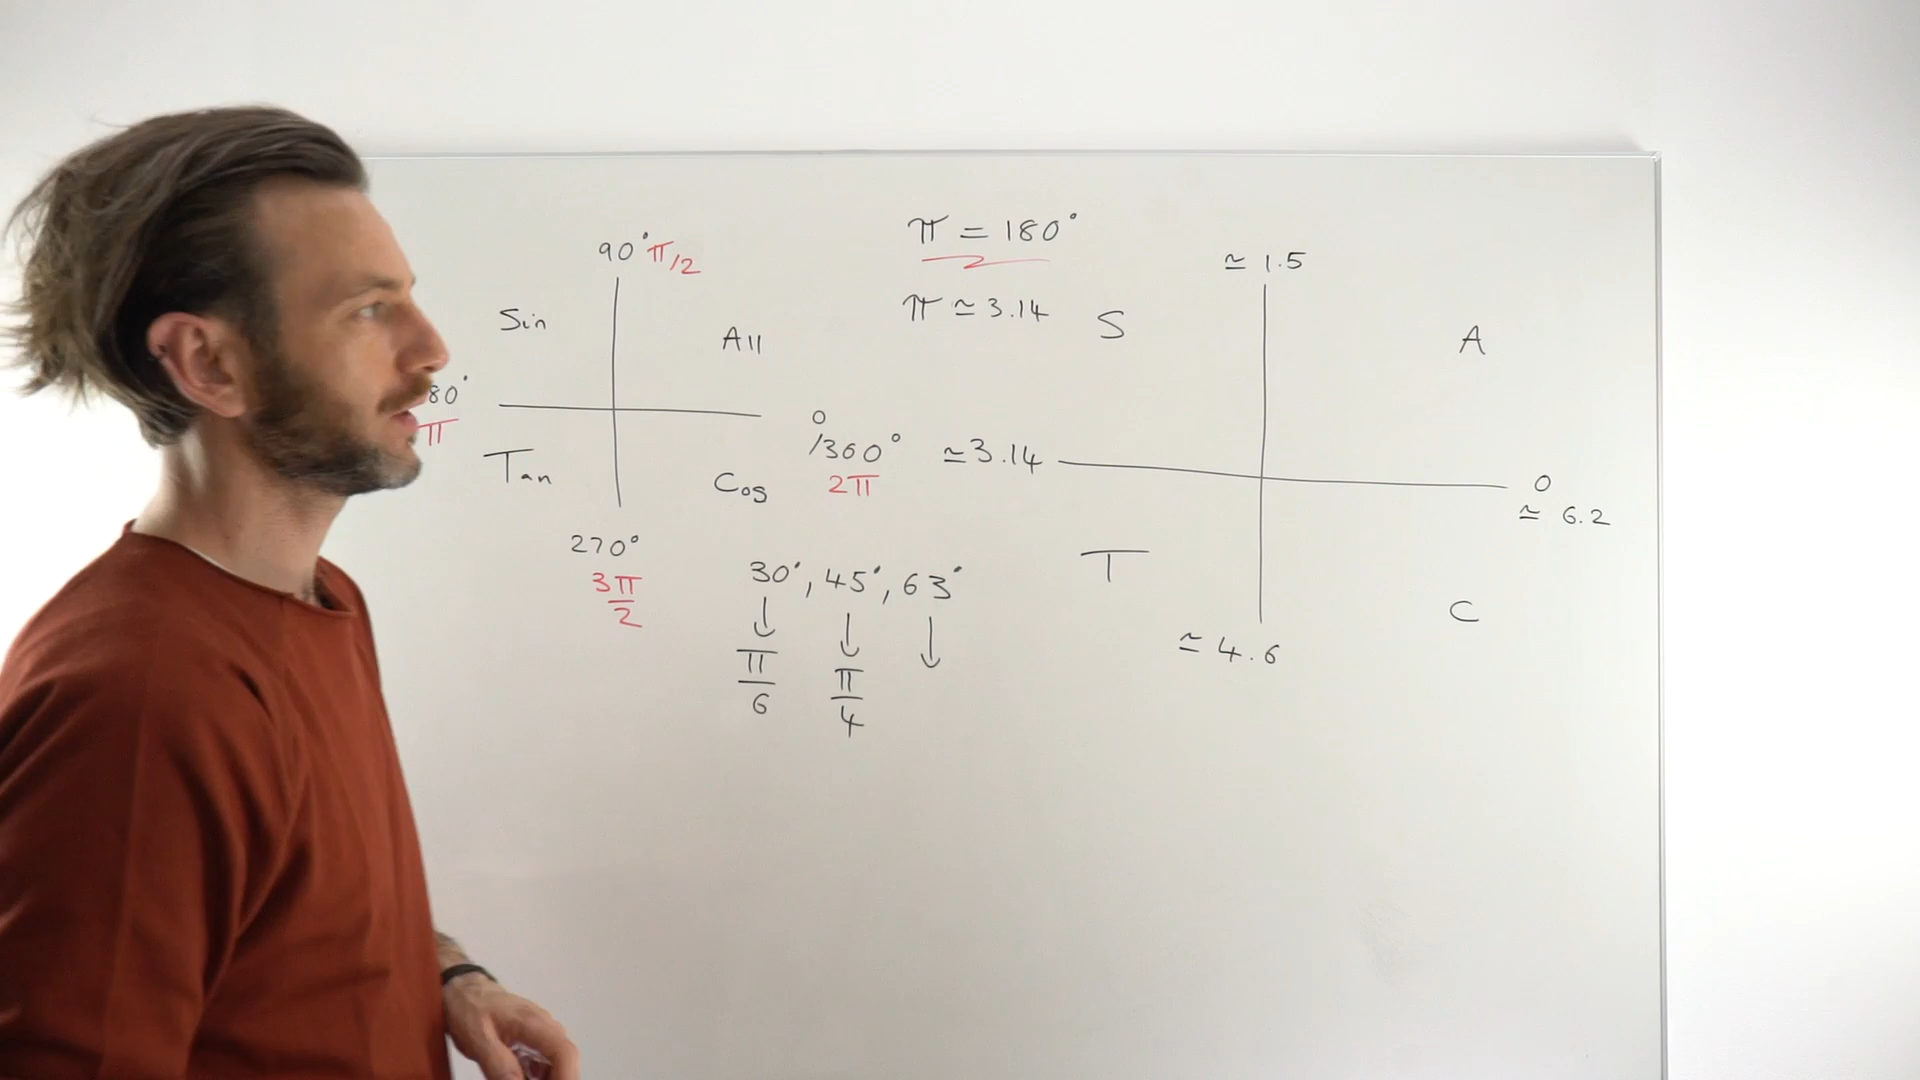 90° π/2
Sin
All
80°
π
Tan
Cos
0
/360°
2π
270°
3π
2
π = 180°
π ≃ 3.14
30°, 45°, 63°
↓ ↓ ↓
π
6
π
4
≃ 1.5
S
A
≃3.14
0
≃ 6.2
T
C
≃ 4.6